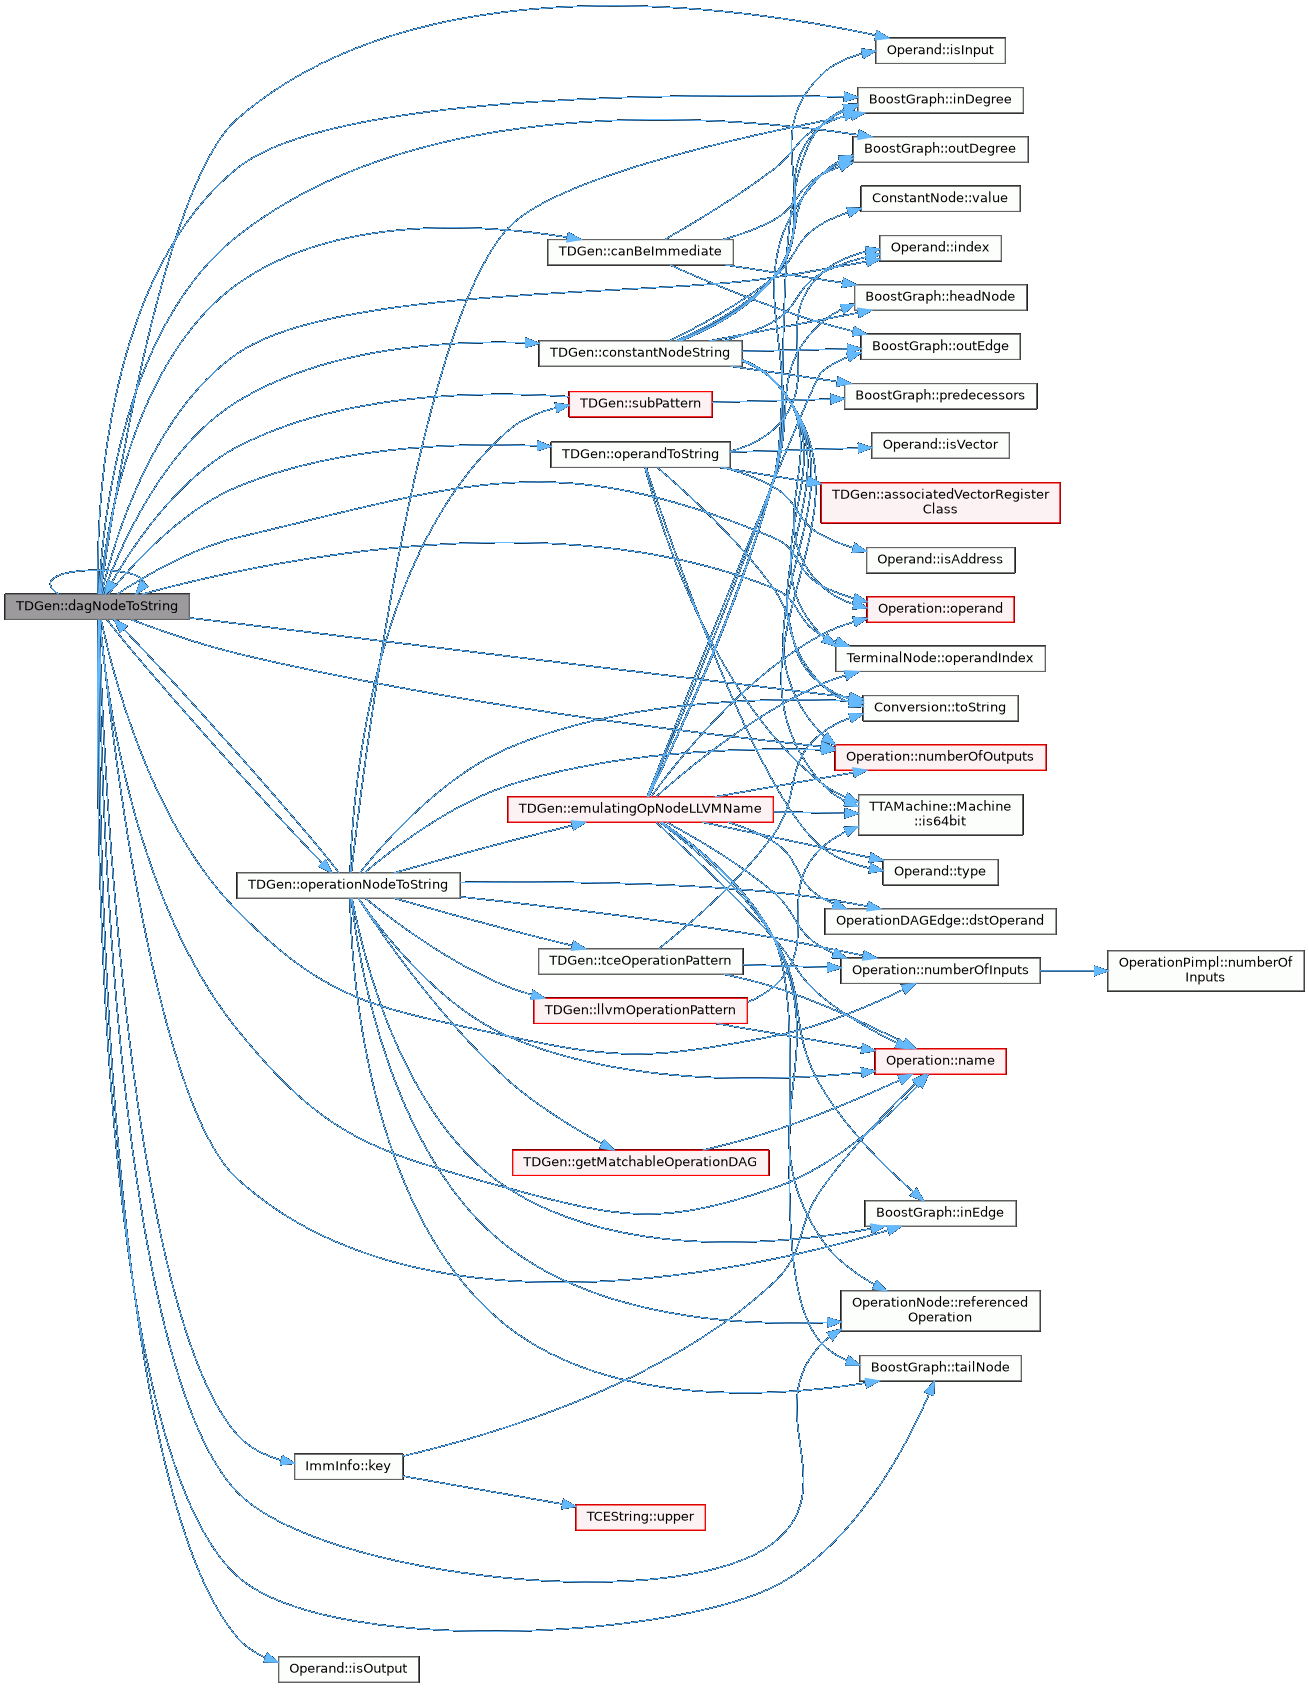 Operand::isInput
BoostGraph::inDegree
BoostGraph::outDegree
ConstantNode::value
TDGen::canBeImmediate
Operand::index
BoostGraph::headNode
BoostGraph::outEdge
TDGen::constantNodeString
BoostGraph::predecessors
TDGen::subPattern
Operand::isVector
TDGen::operandToString
TDGen::associatedVectorRegister
Class
Operand::isAddress
TDGen::dagNodeToString
Operation::operand
TerminalNode::operandIndex
Conversion::toString
Operation::numberOfOutputs
TDGen::emulatingOpNodeLLVMName
TTAMachine::Machine
::is64bit
Operand::type
TDGen::operationNodeToString
OperationDAGEdge::dstOperand
TDGen::tceOperationPattern
Operation::numberOfInputs
OperationPimpl::numberOf
Inputs
TDGen::llvmOperationPattern
Operation::name
TDGen::getMatchableOperationDAG
BoostGraph::inEdge
OperationNode::referenced
Operation
BoostGraph::tailNode
ImmInfo::key
TCEString::upper
Operand::isOutput